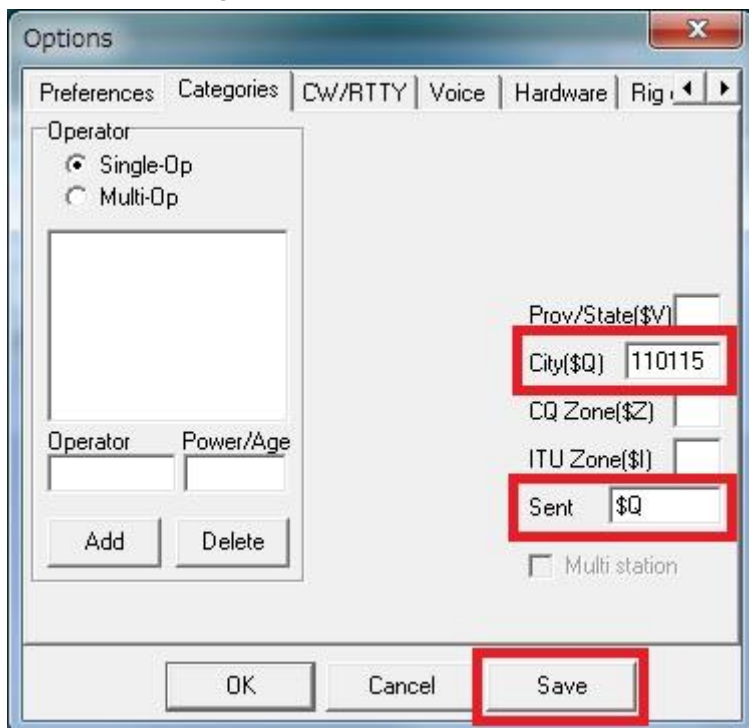 Options
Preferences Categories CW/RTTY Voice Hardware Rig
Operator
Single-Op
Multi-Op
Prov/State($V)
City($Q) 110115
CQ Zone($Z)
Operator Power/Age
ITU Zone($I)
Sent $Q
Add Delete
Multi station
OK Cancel Save